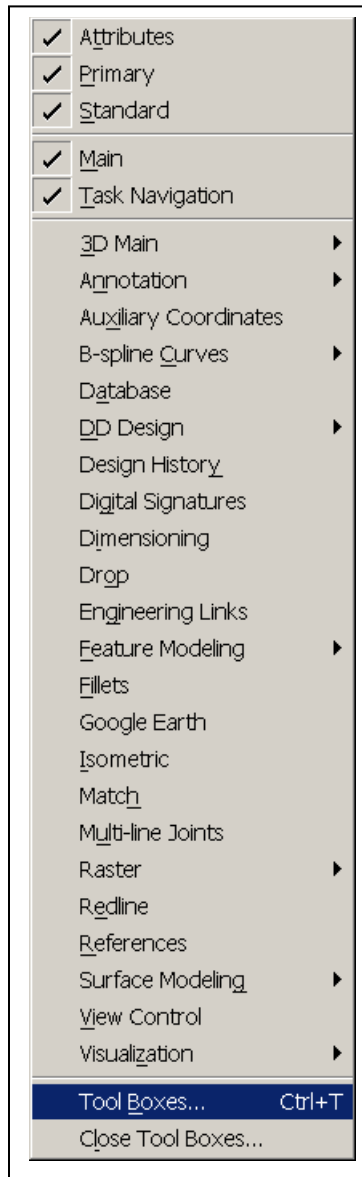 Attributes
Primary
Standard
Main
Task Navigation
3D Main
Annotation
Auxiliary Coordinates
B-spline Curves
Database
DD Design
Design History
Digital Signatures
Dimensioning
Drop
Engineering Links
Feature Modeling
Fillets
Google Earth
Isometric
Match
Multi-line Joints
Raster
Redline
References
Surface Modeling
View Control
Visualization
Tool Boxes... Ctrl+T
Close Tool Boxes...